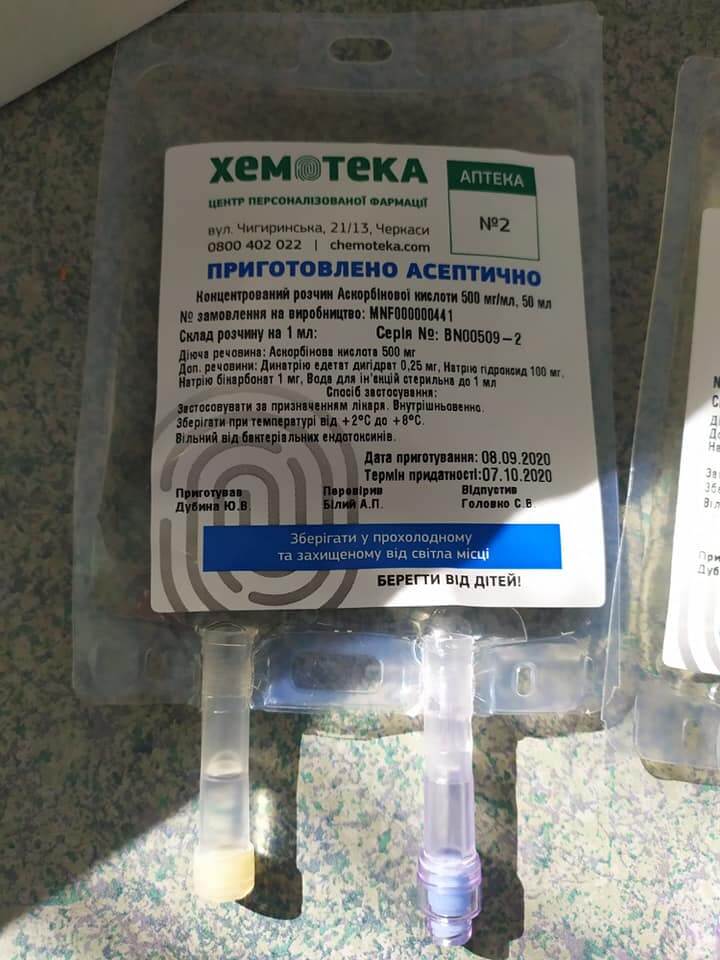 ХЕМОТЕКА
ЦЕНТР ПЕРСОНАЛІЗОВАНОЇ ФАРМАЦІЇ
АПТЕКА
№2
вул. Чигиринська, 21/13, Черкаси
0800 402 022 | chemoteka.com
ПРИГОТОВЛЕНО АСЕПТИЧНО
Концентрований розчин Аскорбінової кислоти 500 мг/мл, 50 мл
№ замовлення на виробництво: MNF000000441
Склад розчину на 1 мл: Серія №: BN00509-2
Діюча речовина: Аскорбінова кислота 500 мг
Доп. речовини: Динатрію едетат дигідрат 0,25 мг, Натрію гідроксид 100 мг,
Натрію бікарбонат 1 мг, Вода для ін'єкцій стерильна до 1 мл
Спосіб застосування:
Застосовувати за призначенням лікаря. Внутрішньовенно.
Зберігати при температурі від +2°C до +8°C.
Вільний від бактеріальних ендотоксинів.
Дата приготування: 08.09.2020
Термін придатності:07.10.2020
Приготував Перевірив Відпустив
Дубина Ю.В. Білий А.П. Головко С.В.
Зберігати у прохолодному
та захищеному від світла місці
БЕРЕГТИ ВІД ДІТЕЙ!